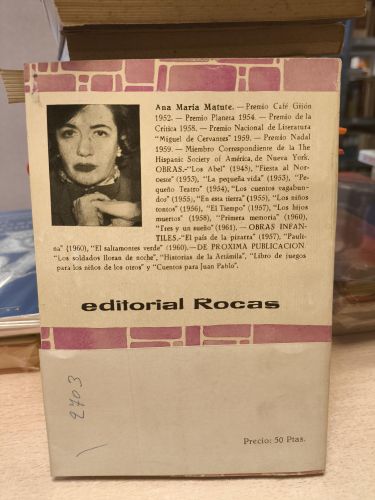 Ana María Matute. — Premio Café Gijón
1952. — Premio Planeta 1954. — Premio de la
Crítica 1958. — Premio Nacional de Literatura
"Miguel de Cervantes" 1959. — Premio Nadal
1959. — Miembro Correspondiente de la The
Hispanic Society of América, de Nueva York.
OBRAS.-"Los Abel" (1948), "Fiesta al Nor-
oeste" (1953), "La pequeña vida" (1953), "Pe-
queño Teatro" (1954), "Los cuentos vagabun-
dos" (1955), "En esta tierra" (1955), "Los niños
tontos" (1956), "El Tiempo" (1957), "Los hijos
muertos" (1958), "Primera memoria" (1960),
"Tres y un sueño" (1961). — OBRAS INFAN-
TILES.-"El país de la pizarra" (1957), "Pauli-
na" (1960), "El saltamontes verde" (1960).—DE PROXIMA PUBLICACION.
"Los soldados lloran de noche", "Historias de la Artámila", "Libro de juegos
para los niños de los otros" y "Cuentos para Juan Pablo".
editorial Rocas
2703
Precio: 50 Ptas.